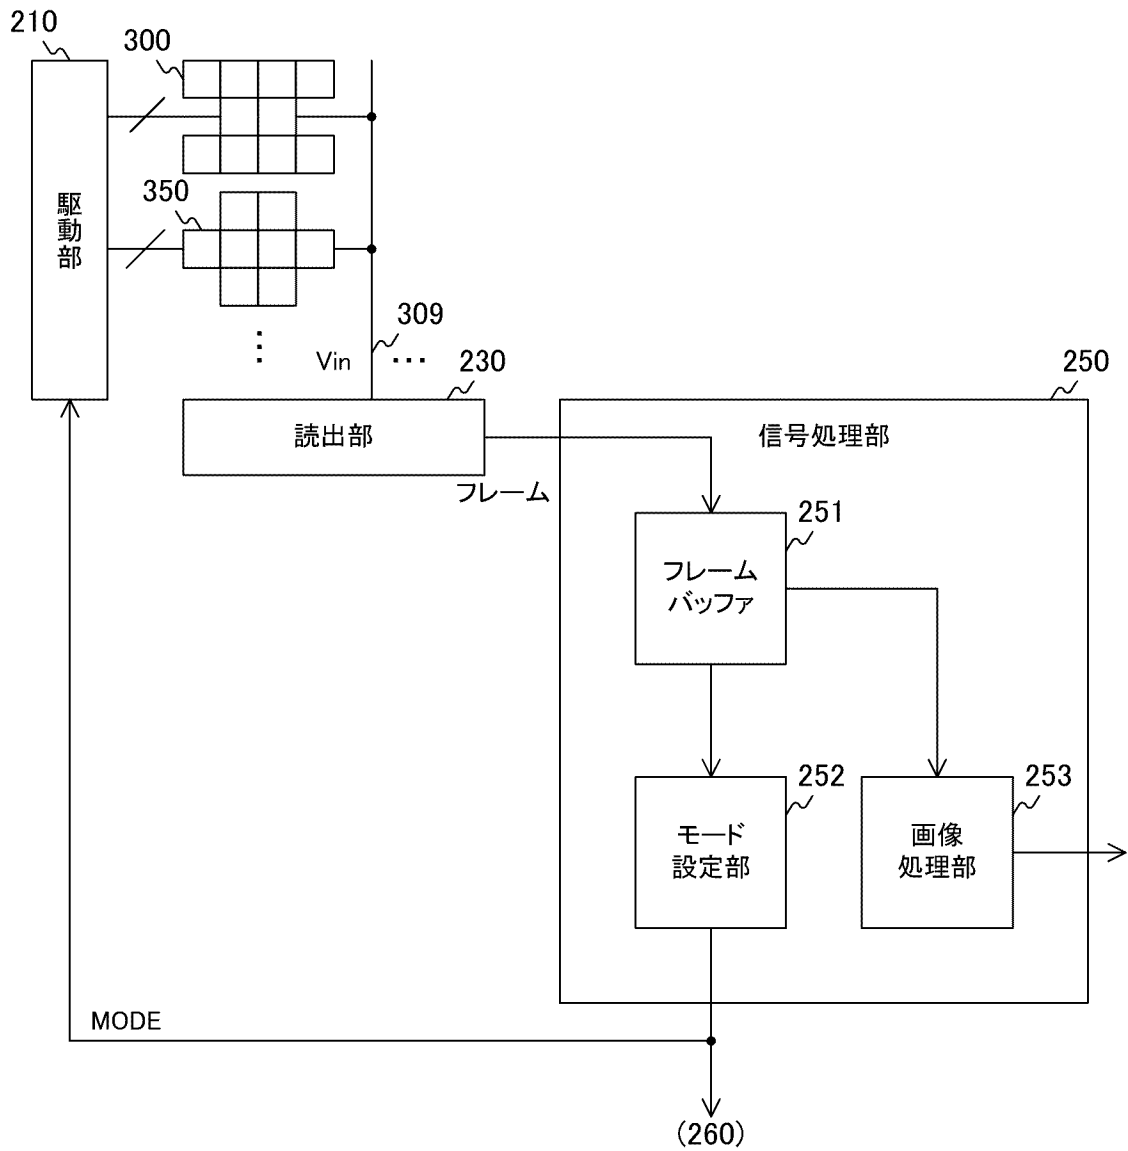 210
300
駆動部
350
309
Vin
230
250
読出部
信号処理部
フレーム
251
フレーム
バッファ
252
253
モード
設定部
画像
処理部
MODE
(260)